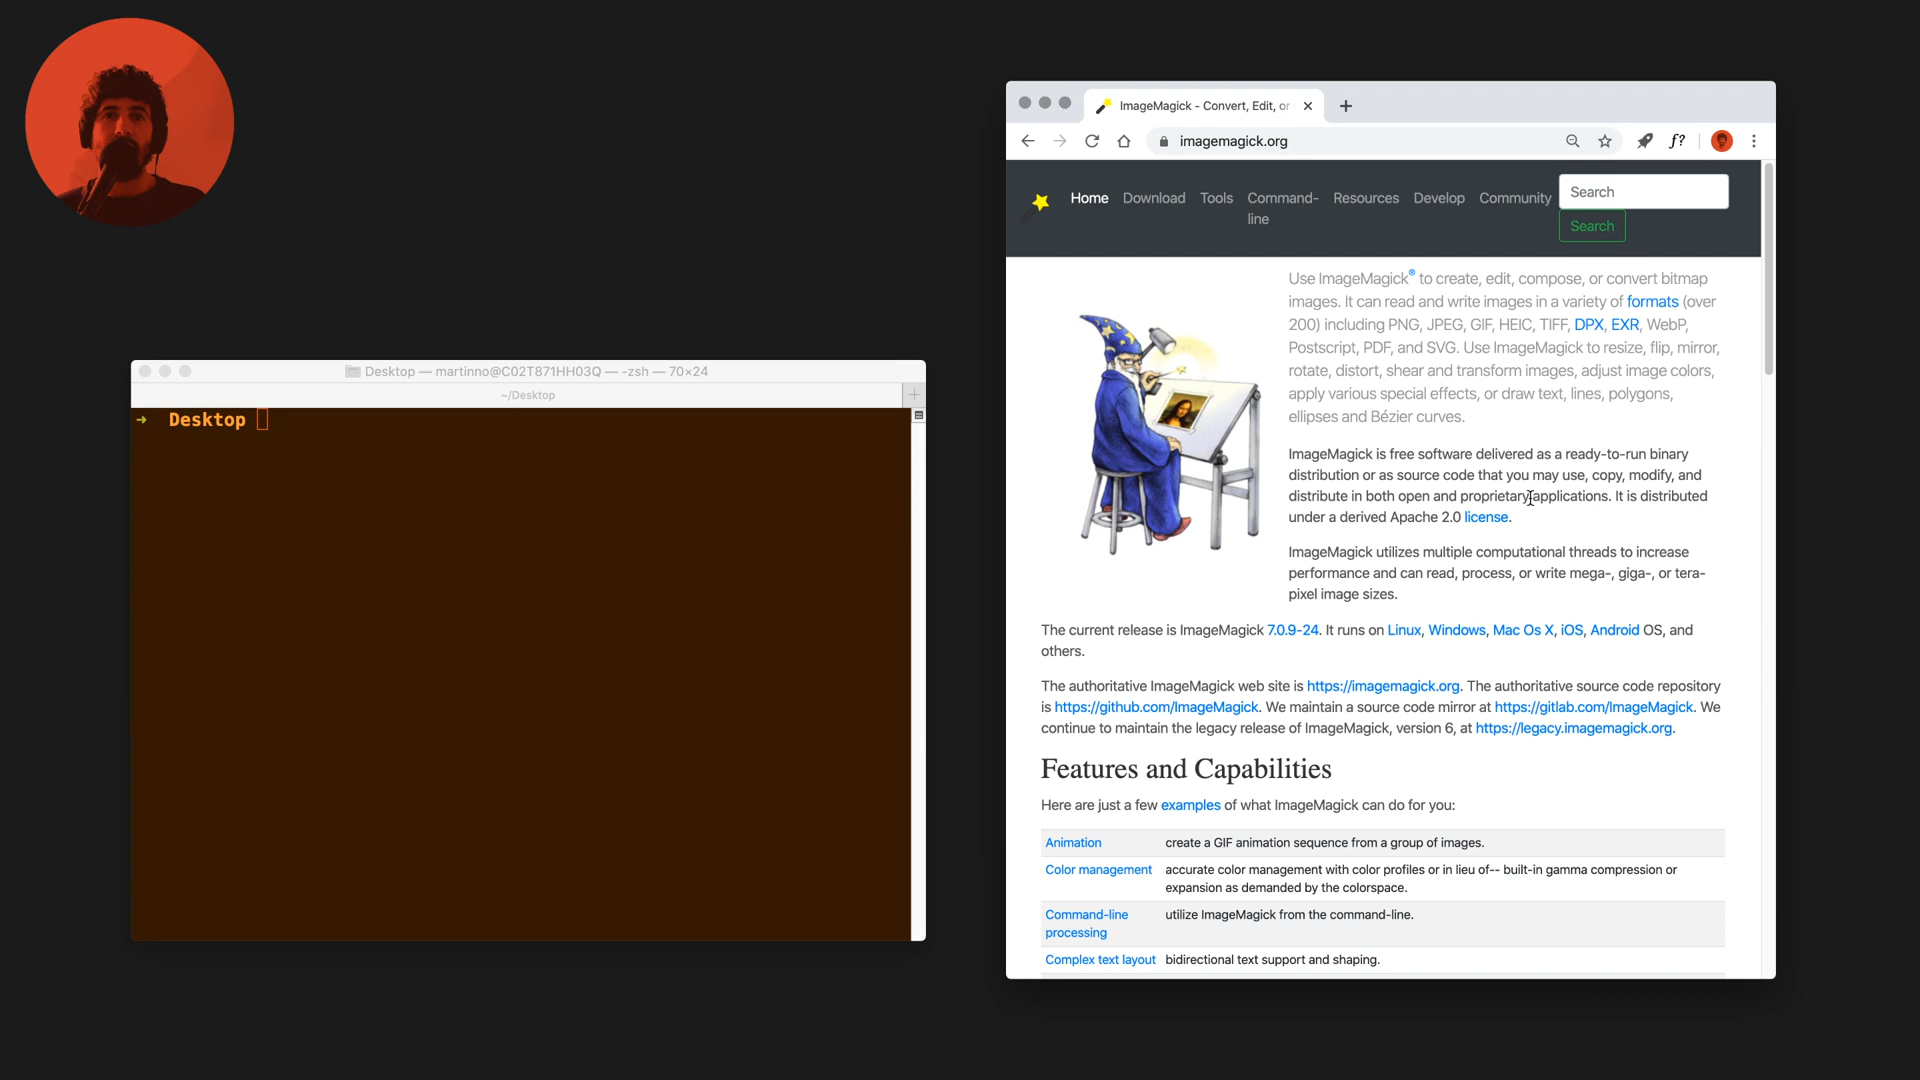 Desktop — martinno@C02T871HH03Q — -zsh — 70×24
~/Desktop
→ Desktop
ImageMagick - Convert, Edit, or
imagemagick.org
f?
Home Download Tools Command-line Resources Develop Community
Search
Search
Use ImageMagick® to create, edit, compose, or convert bitmap
images. It can read and write images in a variety of formats (over
200) including PNG, JPEG, GIF, HEIC, TIFF, DPX, EXR, WebP,
Postscript, PDF, and SVG. Use ImageMagick to resize, flip, mirror,
rotate, distort, shear and transform images, adjust image colors,
apply various special effects, or draw text, lines, polygons,
ellipses and Bézier curves.
ImageMagick is free software delivered as a ready-to-run binary
distribution or as source code that you may use, copy, modify, and
distribute in both open and proprietary applications. It is distributed
under a derived Apache 2.0 license.
ImageMagick utilizes multiple computational threads to increase
performance and can read, process, or write mega-, giga-, or tera-
pixel image sizes.
The current release is ImageMagick 7.0.9-24. It runs on Linux, Windows, Mac Os X, iOS, Android OS, and
others.
The authoritative ImageMagick web site is https://imagemagick.org. The authoritative source code repository
is https://github.com/ImageMagick. We maintain a source code mirror at https://gitlab.com/ImageMagick. We
continue to maintain the legacy release of ImageMagick, version 6, at https://legacy.imagemagick.org.
Features and Capabilities
Here are just a few examples of what ImageMagick can do for you:
Animation create a GIF animation sequence from a group of images.
Color management accurate color management with color profiles or in lieu of-- built-in gamma compression or
expansion as demanded by the colorspace.
Command-line utilize ImageMagick from the command-line.
processing
Complex text layout bidirectional text support and shaping.